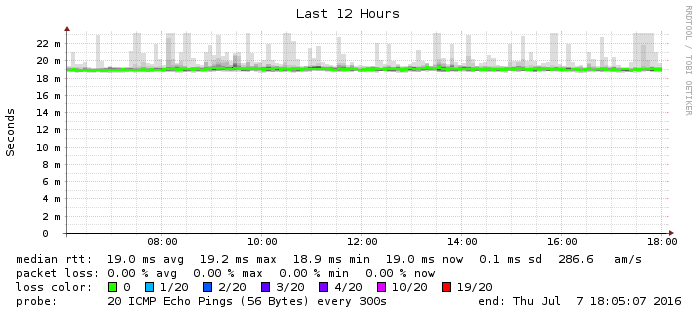 Last 12 Hours
RRDTOOL / TOBI OETIKER
Seconds
22 m
20 m
18 m
16 m
14 m
12 m
10 m
8 m
6 m
4 m
2 m
0
08:00 10:00 12:00 14:00 16:00 18:00
median rtt: 19.0 ms avg 19.2 ms max 18.9 ms min 19.0 ms now 0.1 ms sd 286.6 am/s
packet loss: 0.00 % avg 0.00 % max 0.00 % min 0.00 % now
loss color: 0 1/20 2/20 3/20 4/20 10/20 19/20
probe: 20 ICMP Echo Pings (56 Bytes) every 300s end: Thu Jul 7 18:05:07 2016